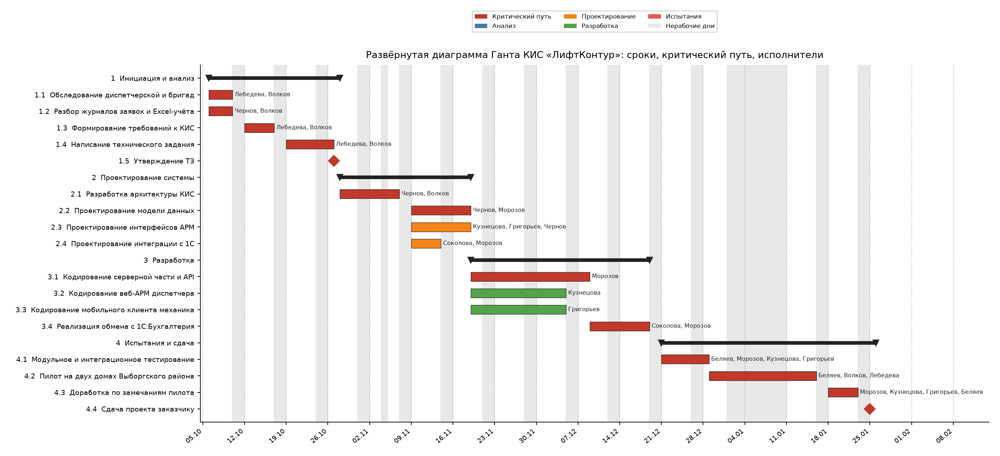 Критический путь
Проектирование
Испытания
Анализ
Разработка
Нерабочие дни
Развёрнутая диаграмма Ганта КИС «ЛифтКонтур»: сроки, критический путь, исполнители
1 Инициация и анализ
1.1 Обследование диспетчерской и бригад
Лебедева, Волков
1.2 Разбор журналов заявок и Excel-учёта
Чернов, Волков
1.3 Формирование требований к КИС
Лебедева, Волков
1.4 Написание технического задания
Лебедева, Волков
1.5 Утверждение ТЗ
2 Проектирование системы
2.1 Разработка архитектуры КИС
Чернов, Волков
2.2 Проектирование модели данных
Чернов, Морозов
2.3 Проектирование интерфейсов АРМ
Кузнецова, Григорьев, Чернов
2.4 Проектирование интеграции с 1С
Соколова, Морозов
3 Разработка
3.1 Кодирование серверной части и API
Морозов
3.2 Кодирование веб-АРМ диспетчера
Кузнецова
3.3 Кодирование мобильного клиента механика
Григорьев
3.4 Реализация обмена с 1С:Бухгалтерия
Соколова, Морозов
4 Испытания и сдача
4.1 Модульное и интеграционное тестирование
Беляев, Морозов, Кузнецова, Григорьев
4.2 Пилот на двух домах Выборгского района
Беляев, Волков, Лебедева
4.3 Доработка по замечаниям пилота
Морозов, Кузнецова, Григорьев, Беляев
4.4 Сдача проекта заказчику
05.10
12.10
19.10
26.10
02.11
09.11
16.11
23.11
30.11
07.12
14.12
21.12
28.12
04.01
11.01
18.01
25.01
01.02
08.02